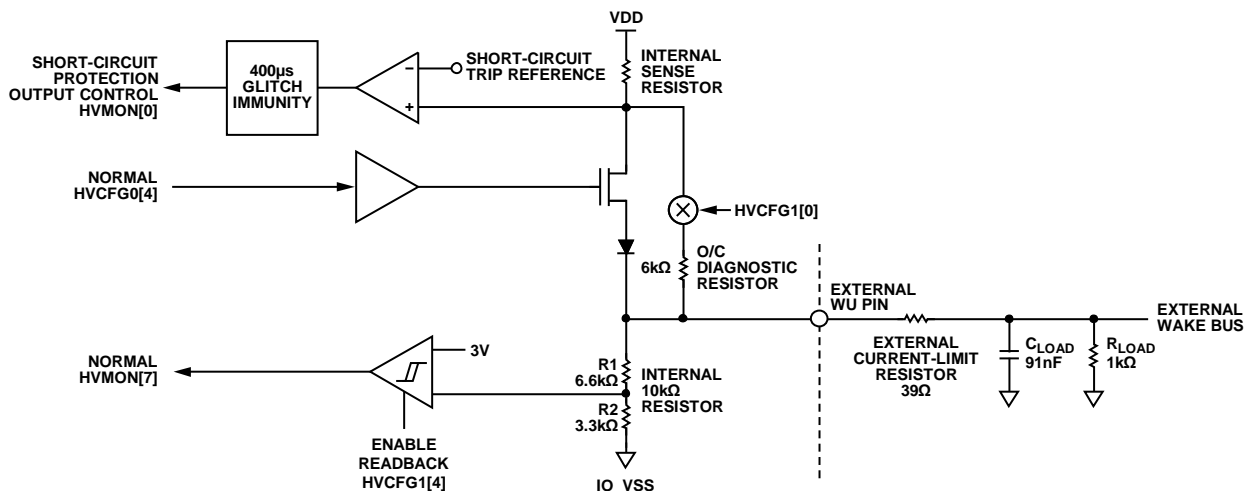 VDD
SHORT-CIRCUIT
PROTECTION
OUTPUT CONTROL
HVMON[0]
400µs
GLITCH
IMMUNITY
–
+
SHORT-CIRCUIT
TRIP REFERENCE
INTERNAL
SENSE
RESISTOR
NORMAL
HVCFG0[4]
HVCFG1[0]
6kΩ
O/C
DIAGNOSTIC
RESISTOR
EXTERNAL
WU PIN
EXTERNAL
WAKE BUS
EXTERNAL
CURRENT-LIMIT
RESISTOR
39Ω
CLOAD
91nF
RLOAD
1kΩ
NORMAL
HVMON[7]
3V
R1
6.6kΩ
INTERNAL
10kΩ
RESISTOR
R2
3.3kΩ
ENABLE
READBACK
HVCFG1[4]
IO_VSS